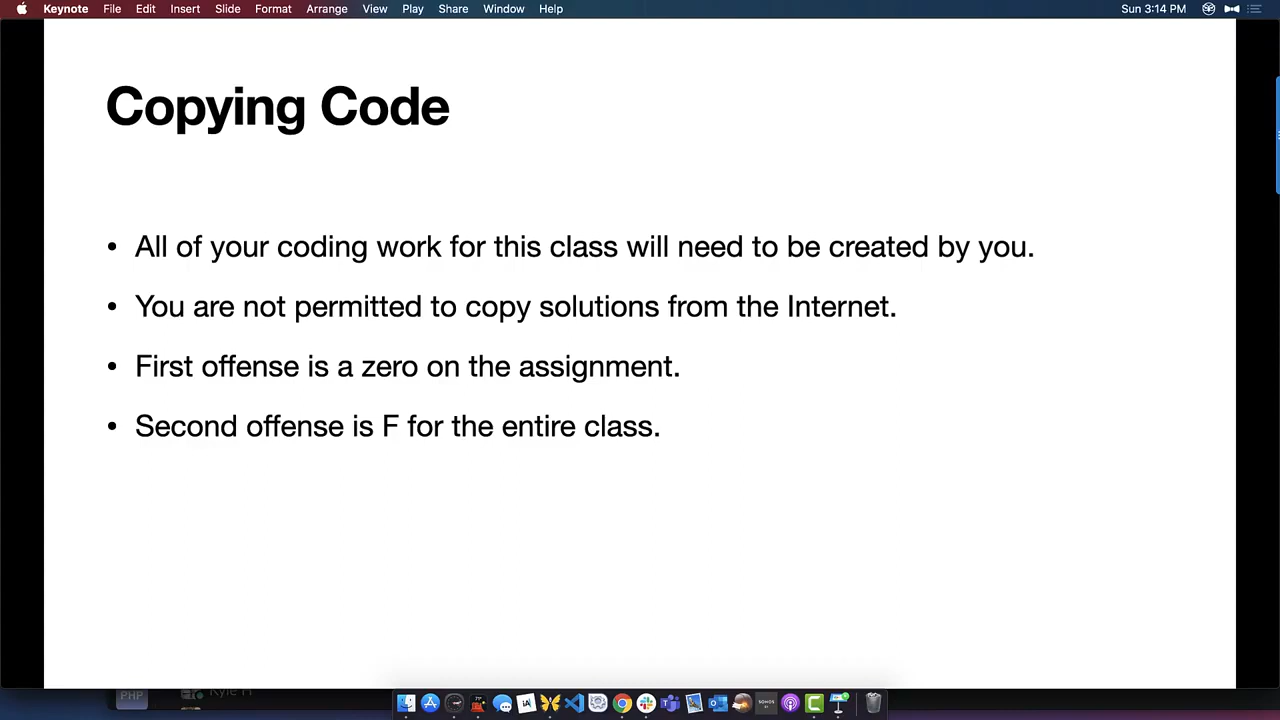 Keynote File Edit Insert Slide Format Arrange View Play Share Window Help Sun 3:14 PM
Copying Code
• All of your coding work for this class will need to be created by you.
• You are not permitted to copy solutions from the Internet.
• First offense is a zero on the assignment.
• Second offense is F for the entire class.
PHP Kyle H
SONOS